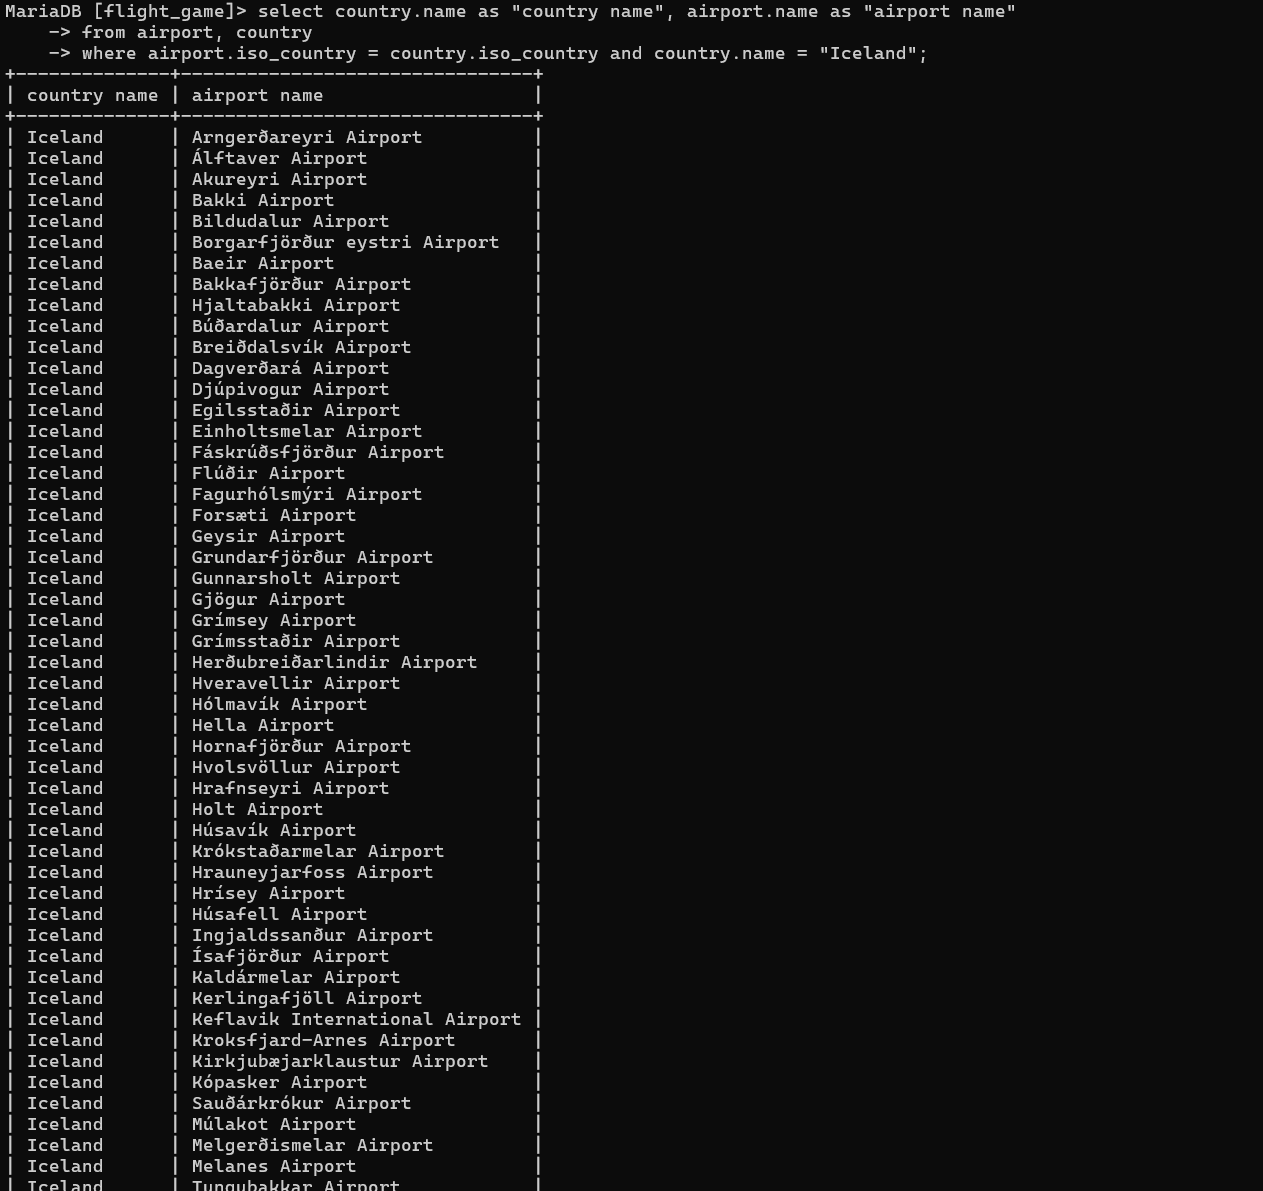 MariaDB [flight_game]> select country.name as "country name", airport.name as "airport name"
    -> from airport, country
    -> where airport.iso_country = country.iso_country and country.name = "Iceland";
+--------------+--------------------------------+
| country name | airport name                   |
+--------------+--------------------------------+
| Iceland      | Arngerðareyri Airport          |
| Iceland      | Álftaver Airport               |
| Iceland      | Akureyri Airport               |
| Iceland      | Bakki Airport                  |
| Iceland      | Bildudalur Airport             |
| Iceland      | Borgarfjörður eystri Airport   |
| Iceland      | Baeir Airport                  |
| Iceland      | Bakkafjörður Airport           |
| Iceland      | Hjaltabakki Airport            |
| Iceland      | Búðardalur Airport             |
| Iceland      | Breiðdalsvík Airport           |
| Iceland      | Dagverðará Airport             |
| Iceland      | Djúpivogur Airport             |
| Iceland      | Egilsstaðir Airport            |
| Iceland      | Einholtsmelar Airport          |
| Iceland      | Fáskrúðsfjörður Airport        |
| Iceland      | Flúðir Airport                 |
| Iceland      | Fagurhólsmýri Airport          |
| Iceland      | Forsæti Airport                |
| Iceland      | Geysir Airport                 |
| Iceland      | Grundarfjörður Airport         |
| Iceland      | Gunnarsholt Airport            |
| Iceland      | Gjögur Airport                 |
| Iceland      | Grímsey Airport                |
| Iceland      | Grímsstaðir Airport            |
| Iceland      | Herðubreiðarlindir Airport     |
| Iceland      | Hveravellir Airport            |
| Iceland      | Hólmavík Airport               |
| Iceland      | Hella Airport                  |
| Iceland      | Hornafjörður Airport           |
| Iceland      | Hvolsvöllur Airport            |
| Iceland      | Hrafnseyri Airport             |
| Iceland      | Holt Airport                   |
| Iceland      | Húsavík Airport                |
| Iceland      | Krókstaðarmelar Airport        |
| Iceland      | Hrauneyjarfoss Airport         |
| Iceland      | Hrísey Airport                 |
| Iceland      | Húsafell Airport               |
| Iceland      | Ingjaldssanður Airport         |
| Iceland      | Ísafjörður Airport             |
| Iceland      | Kaldármelar Airport            |
| Iceland      | Kerlingafjöll Airport          |
| Iceland      | Keflavik International Airport |
| Iceland      | Kroksfjard-Arnes Airport       |
| Iceland      | Kirkjubæjarklaustur Airport    |
| Iceland      | Kópasker Airport               |
| Iceland      | Sauðárkrókur Airport           |
| Iceland      | Múlakot Airport                |
| Iceland      | Melgerðismelar Airport         |
| Iceland      | Melanes Airport                |
| Iceland      | Tungubakkar Airport            |